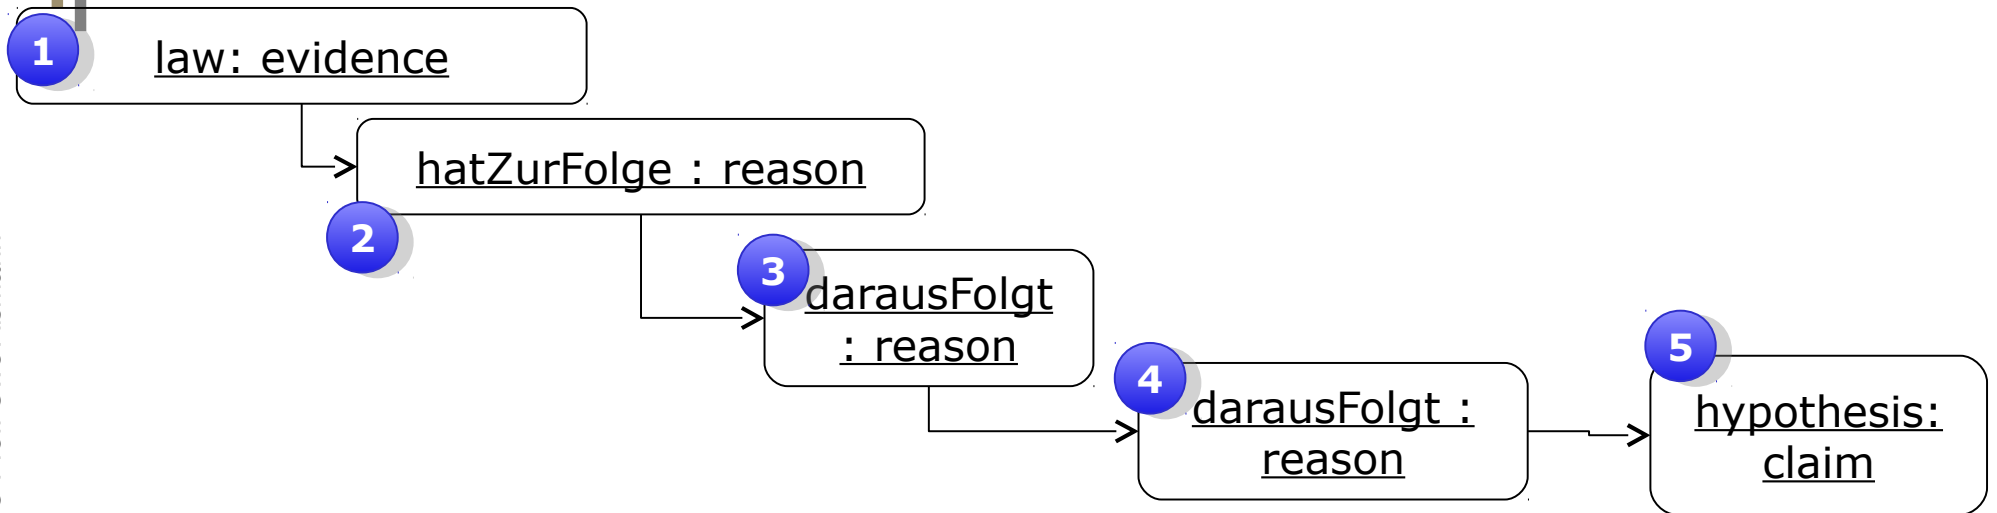 1
law: evidence
hatZurFolge : reason
2
3
darausFolgt
: reason
4
darausFolgt :
reason
5
hypothesis:
claim